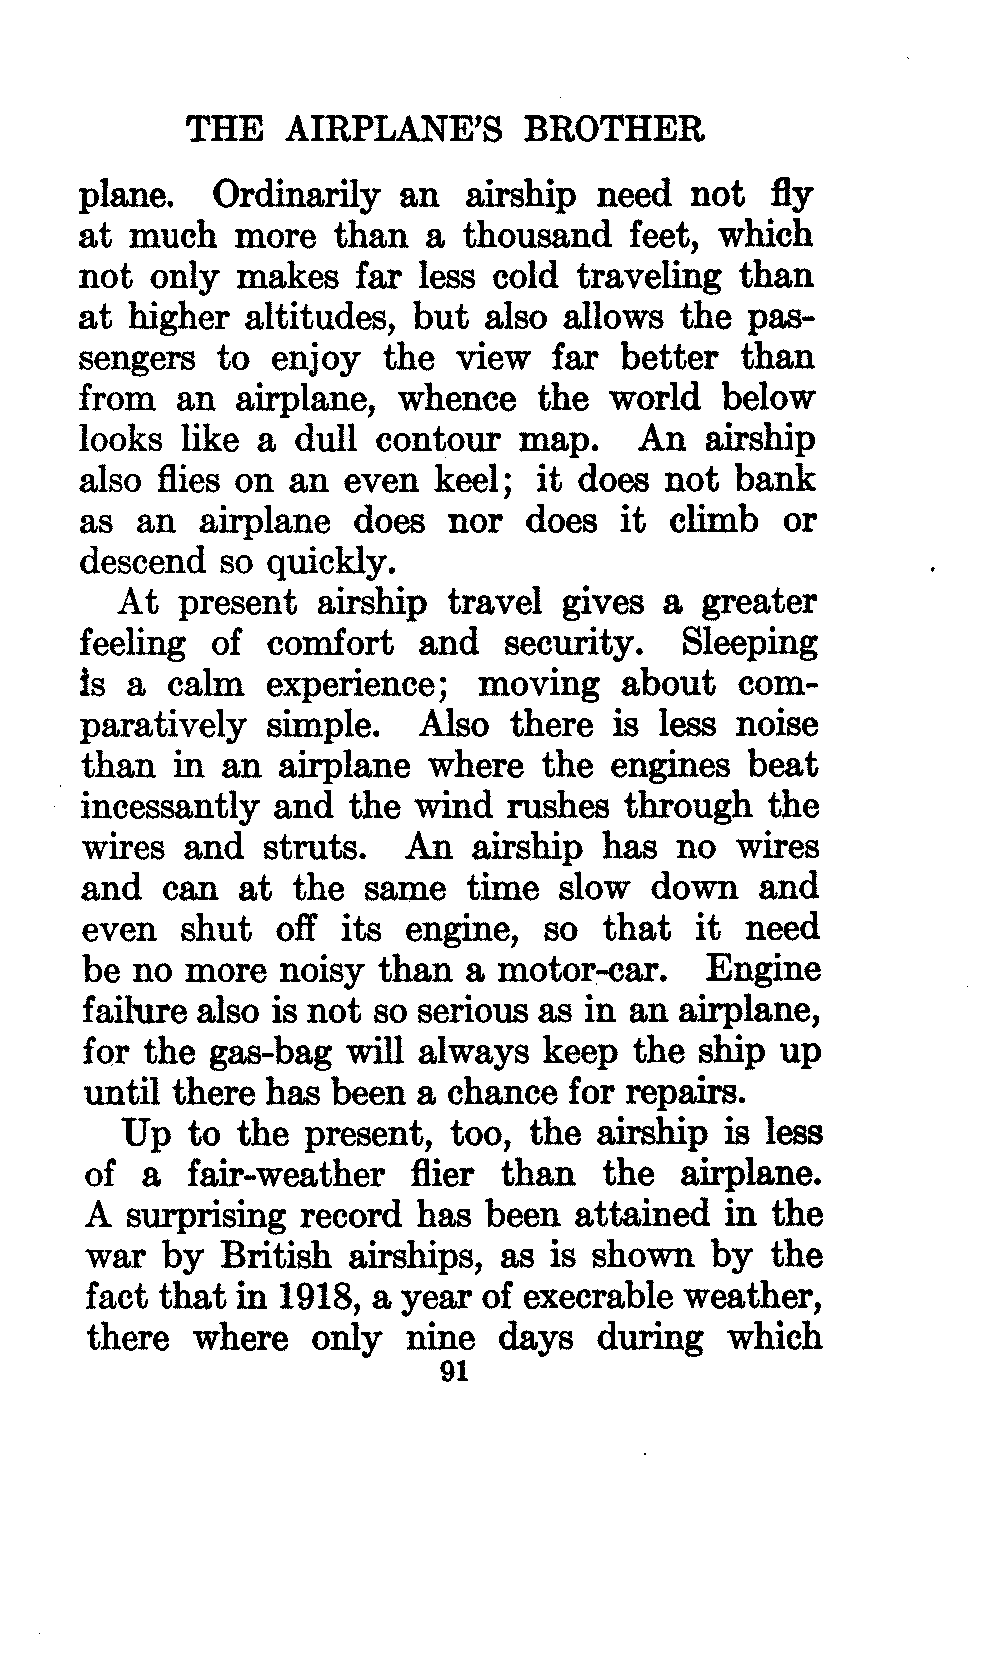 THE AIRPLANE'S BROTHER
plane. Ordinarily an airship need not fly
at much more than a thousand feet, which
not only makes far less cold traveling than
at higher altitudes, but also allows the pas-
sengers to enjoy the view far better than
from an airplane, whence the world below
looks like a dull contour map. An airship
also flies on an even keel; it does not bank
as an airplane does nor does it climb or
descend so quickly.
At present airship travel gives a greater
feeling of comfort and security. Sleeping
is a calm experience; moving about com-
paratively simple. Also there is less noise
than in an airplane where the engines beat
incessantly and the wind rushes through the
wires and struts. An airship has no wires
and can at the same time slow down and
even shut off its engine, so that it need
be no more noisy than a motor-car. Engine
failure also is not so serious as in an airplane,
for the gas-bag will always keep the ship up
until there has been a chance for repairs.
Up to the present, too, the airship is less
of a fair-weather flier than the airplane.
A surprising record has been attained in the
war by British airships, as is shown by the
fact that in 1918, a year of execrable weather,
there where only nine days during which
91